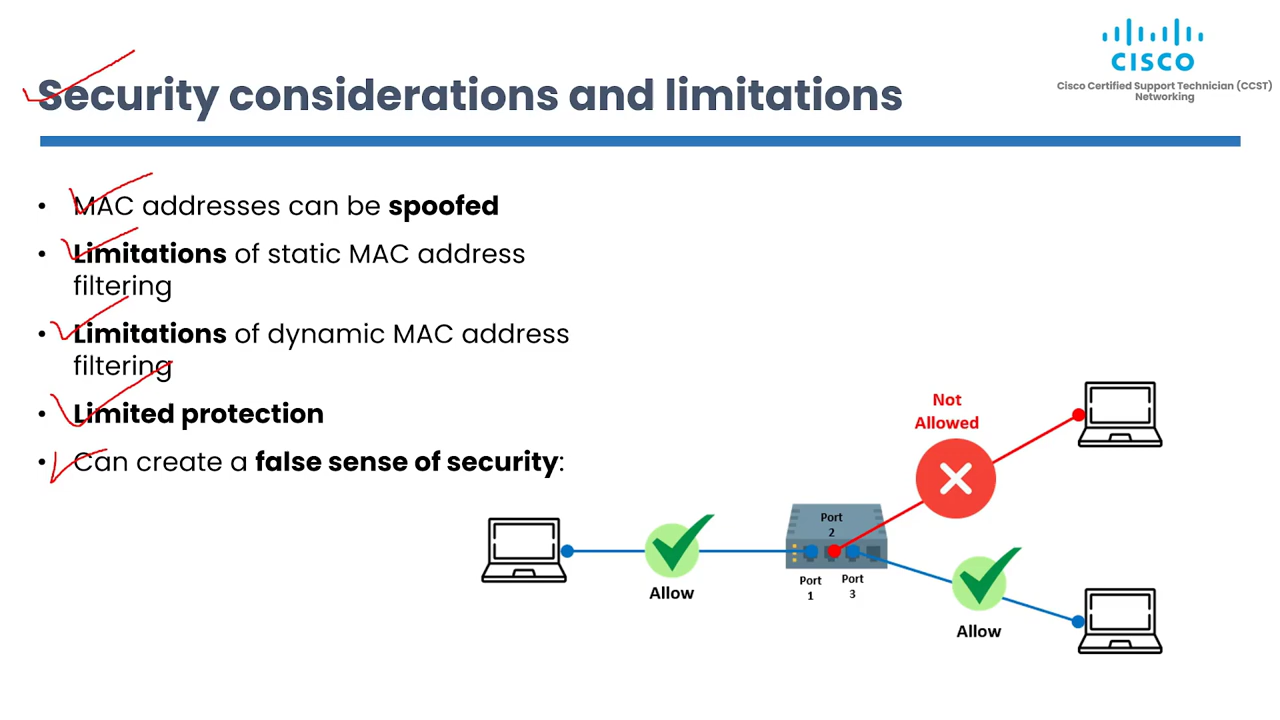 CISCO
Cisco Certified Support Technician (CCST)
Networking
Security considerations and limitations
• MAC addresses can be spoofed
• Limitations of static MAC address
filtering
• Limitations of dynamic MAC address
filtering
• Limited protection
• Can create a false sense of security:
Not
Allowed
Port
2
Allow
Port
1
Port
3
Allow